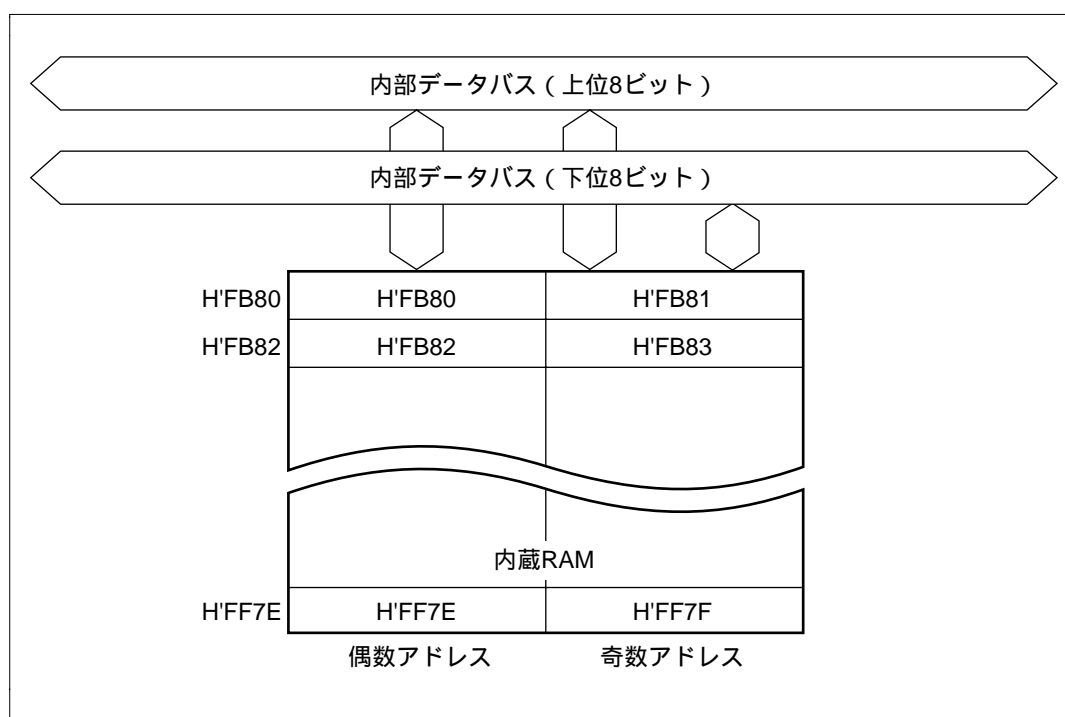 内部データバス（上位8ビット）
内部データバス（下位8ビット）
H'FB80 H'FB80 H'FB81
H'FB82 H'FB82 H'FB83
内蔵RAM
H'FF7E H'FF7E H'FF7F
偶数アドレス 奇数アドレス